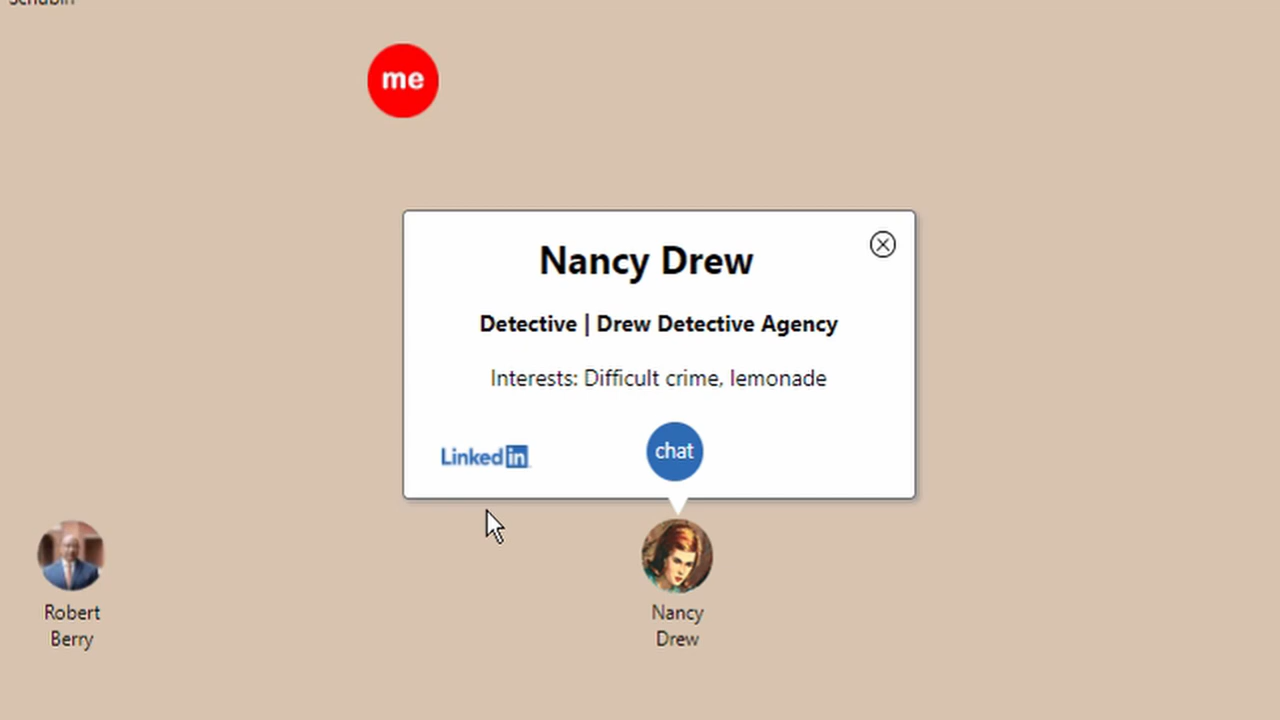 me
Nancy Drew
Detective | Drew Detective Agency
Interests: Difficult crime, lemonade
chat
Linkedin
Robert
Berry
Nancy
Drew